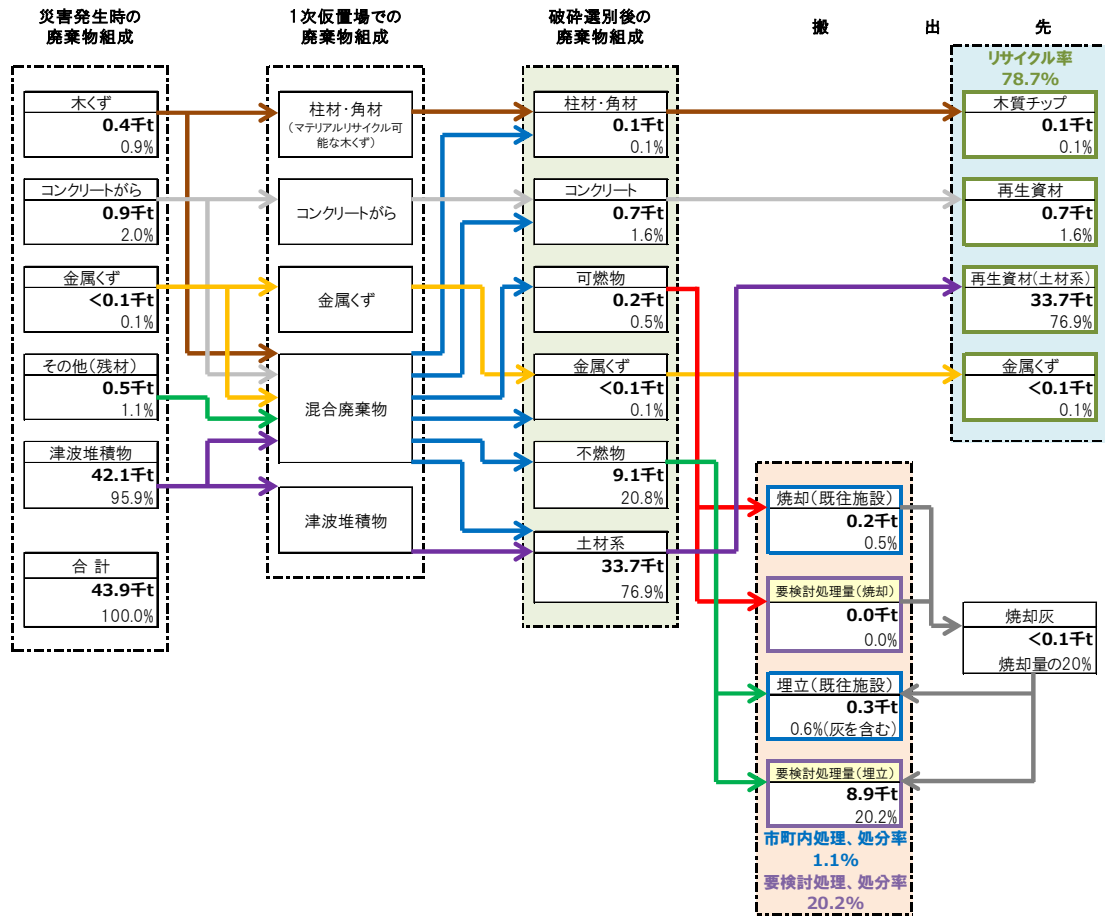 災害発生時の
廃棄物組成
1次仮置場での
廃棄物組成
破砕選別後の
廃棄物組成
搬 出 先
木くず
0.4千t
0.9%
コンクリートがら
0.9千t
2.0%
金属くず
<0.1千t
0.1%
その他(残材)
0.5千t
1.1%
津波堆積物
42.1千t
95.9%
合 計
43.9千t
100.0%
柱材・角材
(マテリアルリサイクル可
能な木くず)
コンクリートがら
金属くず
混合廃棄物
津波堆積物
柱材・角材
0.1千t
0.1%
コンクリート
0.7千t
1.6%
可燃物
0.2千t
0.5%
金属くず
<0.1千t
0.1%
不燃物
9.1千t
20.8%
土材系
33.7千t
76.9%
リサイクル率
78.7%
木質チップ
0.1千t
0.1%
再生資材
0.7千t
1.6%
再生資材(土材系)
33.7千t
76.9%
金属くず
<0.1千t
0.1%
焼却(既往施設)
0.2千t
0.5%
要検討処理量(焼却)
0.0千t
0.0%
埋立(既往施設)
0.3千t
0.6%(灰を含む)
要検討処理量(埋立)
8.9千t
20.2%
市町内処理、処分率
1.1%
要検討処理、処分率
20.2%
焼却灰
<0.1千t
焼却量の20%